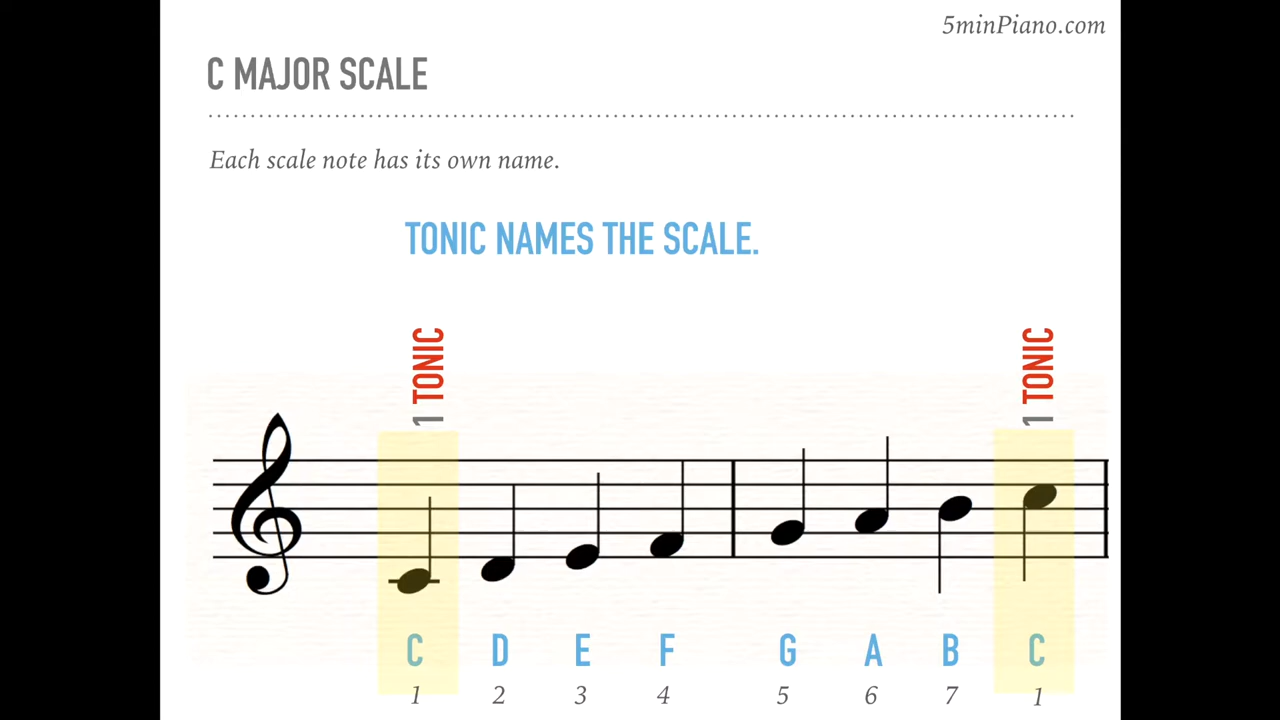 5minPiano.com
C MAJOR SCALE
Each scale note has its own name.
TONIC NAMES THE SCALE.
1 TONIC
1 TONIC
C D E F G A B C
1 2 3 4 5 6 7 1